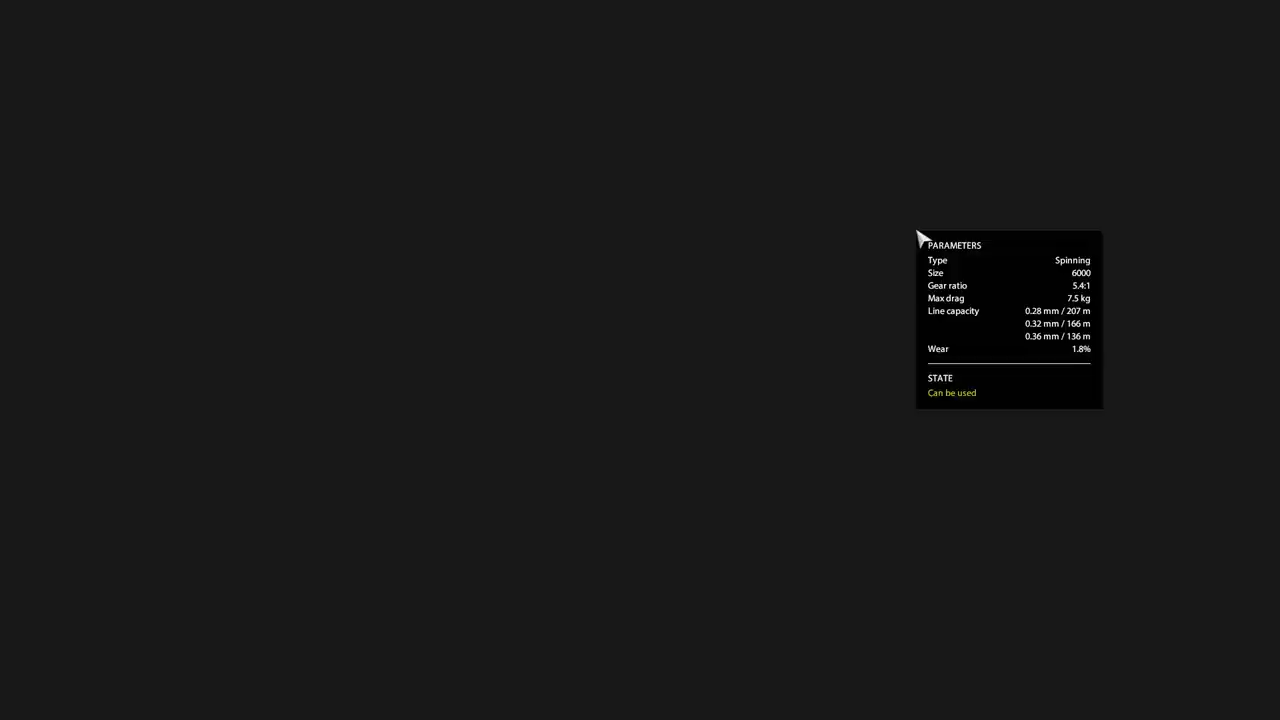 PARAMETERS
Type Spinning
Size 6000
Gear ratio 5.4:1
Max drag 7.5 kg
Line capacity 0.28 mm / 207 m
0.32 mm / 166 m
0.36 mm / 136 m
Wear 1.8%
STATE
Can be used